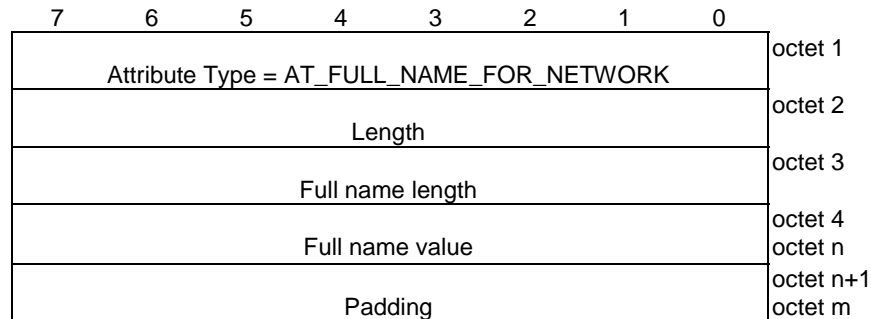 7 6 5 4 3 2 1 0
octet 1
Attribute Type = AT_FULL_NAME_FOR_NETWORK
octet 2
Length
octet 3
Full name length
octet 4
Full name value octet n
octet n+1
Padding octet m